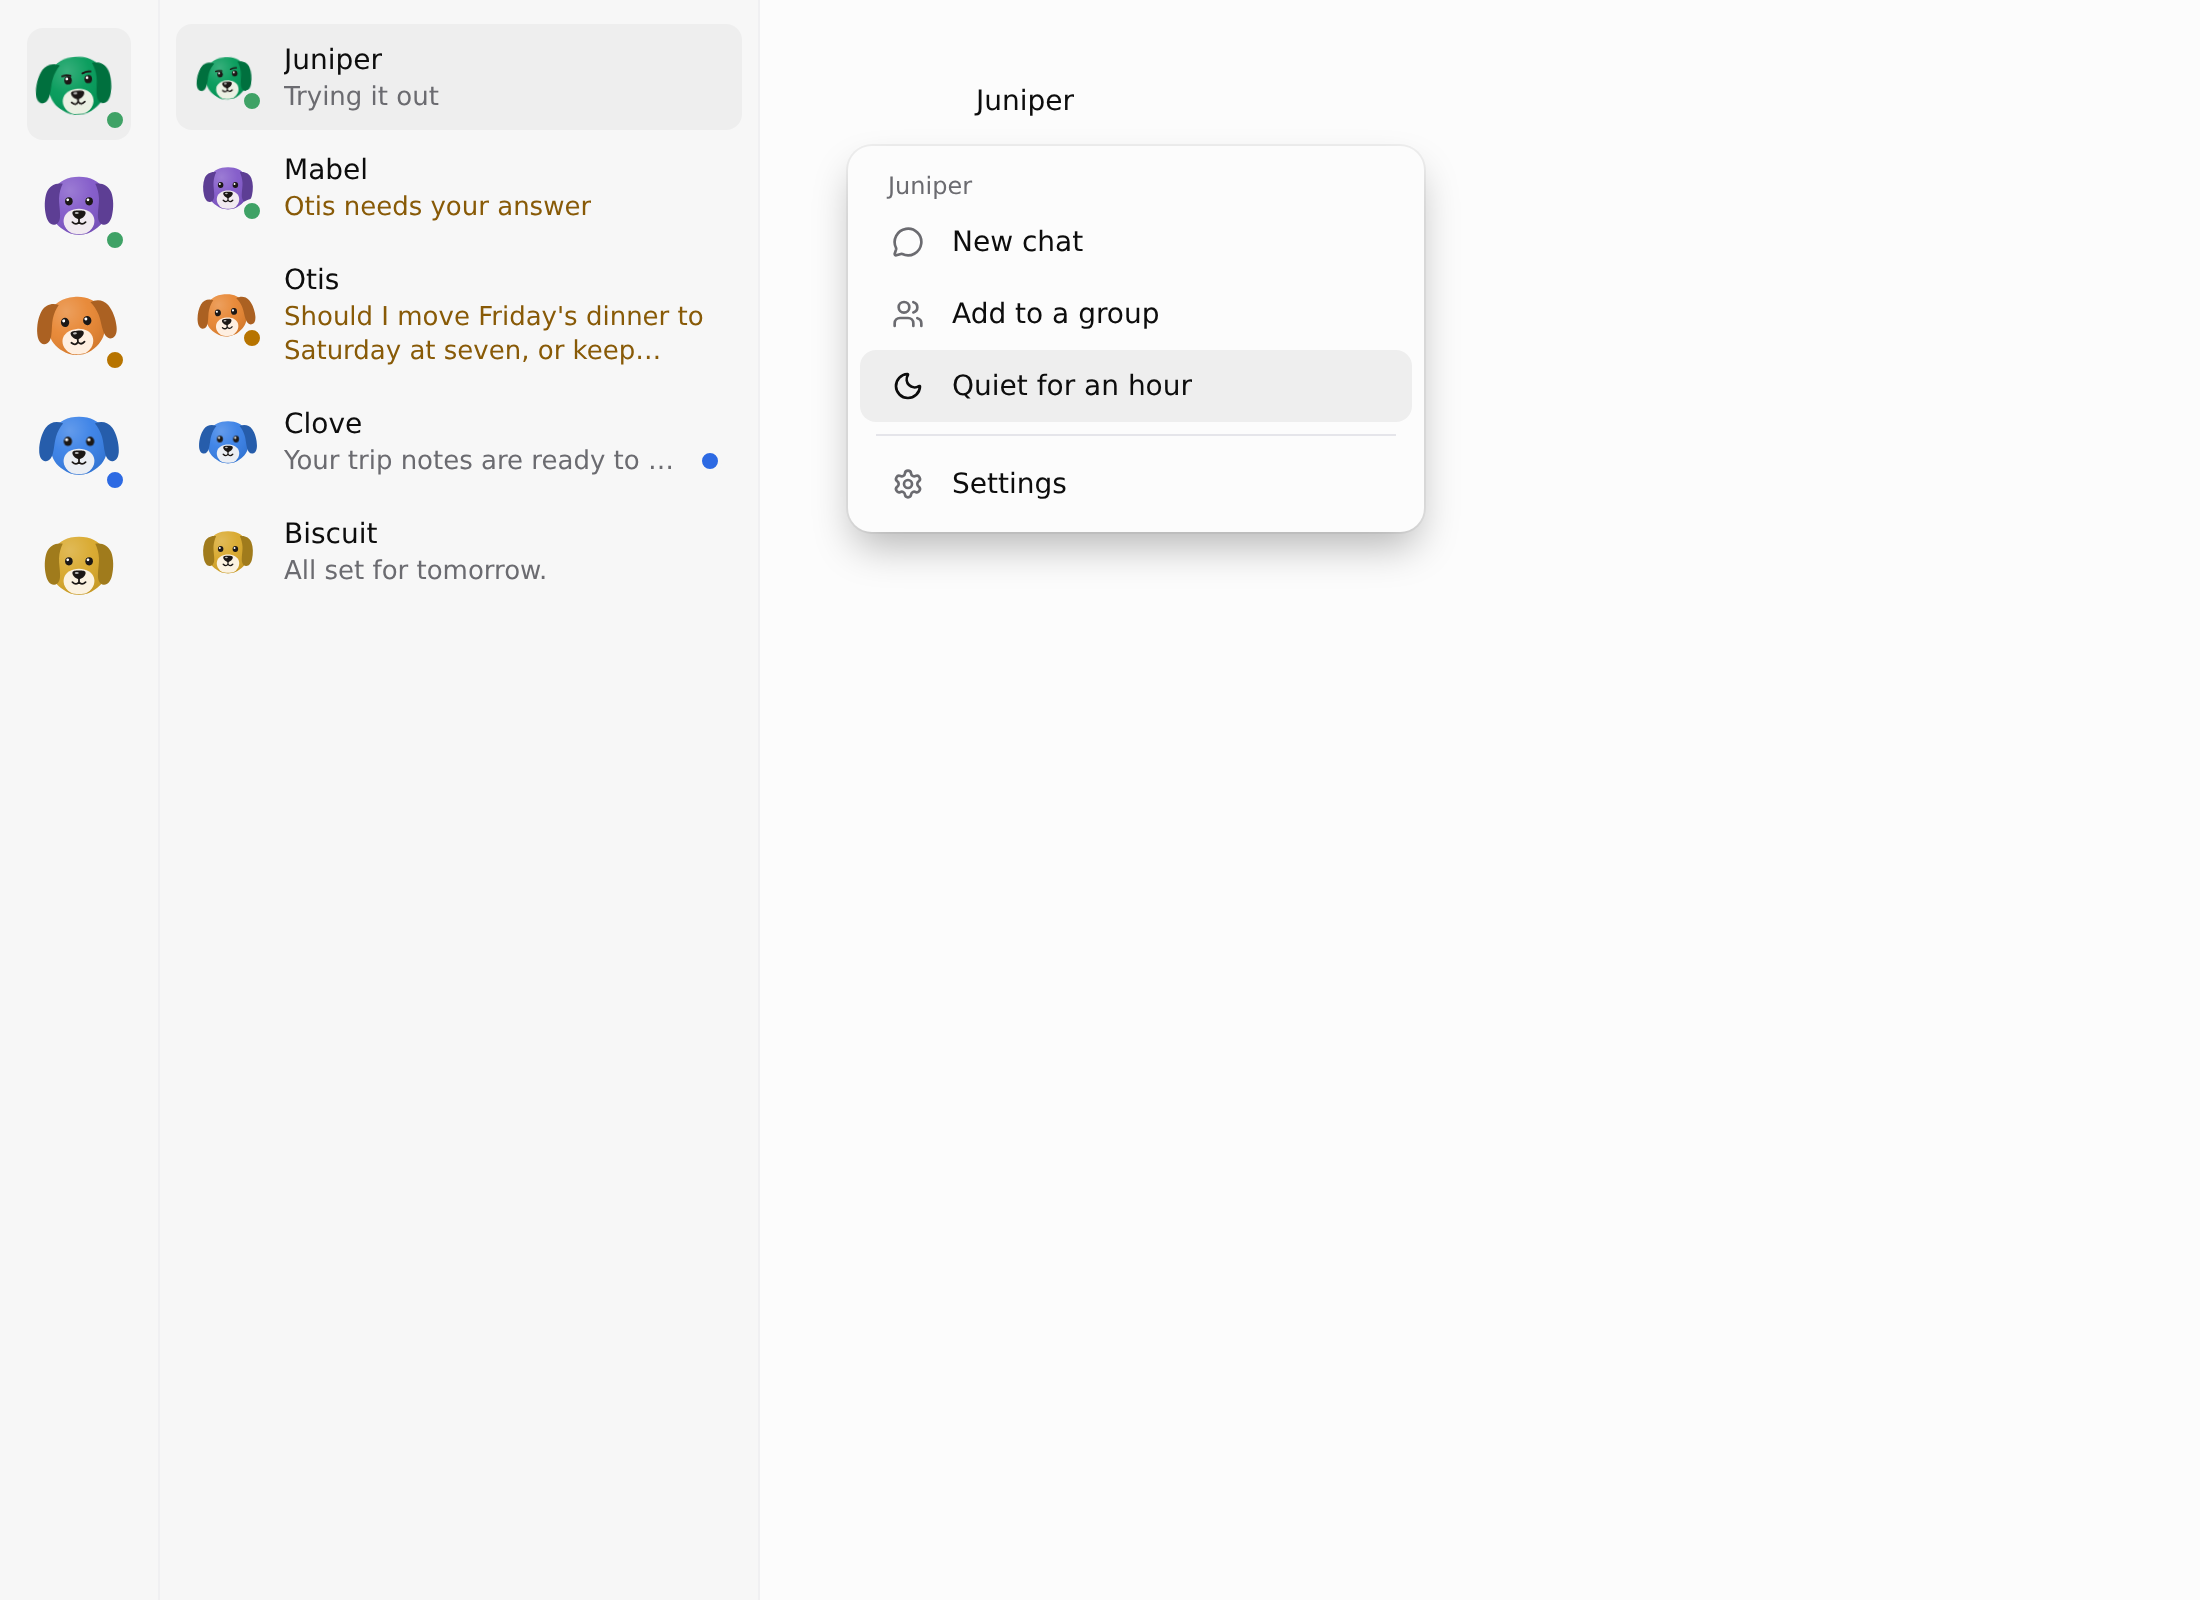 Juniper
Trying it out
Mabel
Otis needs your answer
Otis
Should I move Friday's dinner to
Saturday at seven, or keep…
Clove
Your trip notes are ready to …
Biscuit
All set for tomorrow.
Juniper
Juniper
New chat
Add to a group
Quiet for an hour
Settings